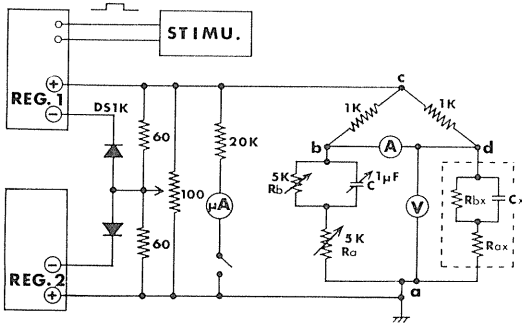 STIMU.
+
REG.1
−
DS1K
60
100
20K
μA
60
REG.2
−
+
c
1K
1K
b
A
d
5K
Rb
C
1μF
V
Rbx
Cx
5K
Ra
Rax
a